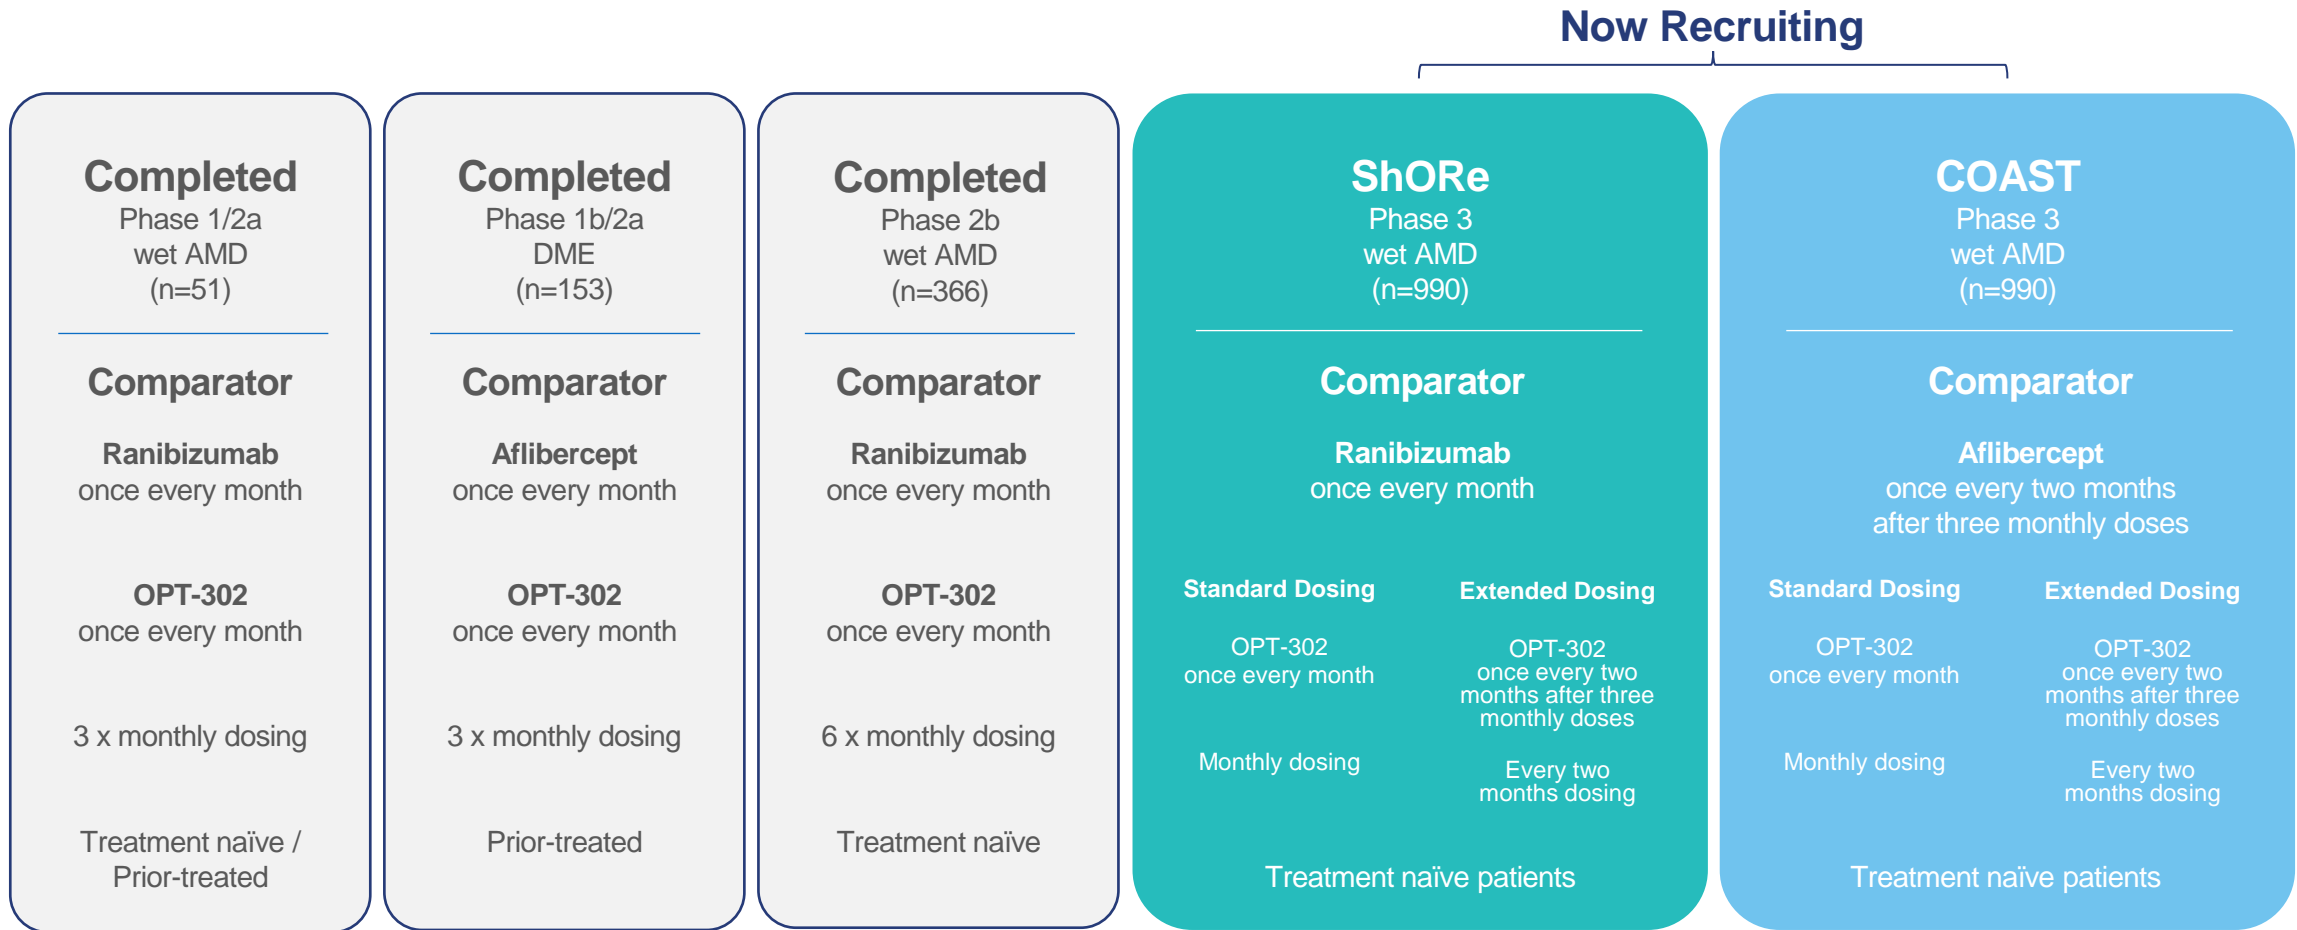 Now Recruiting
Completed
Phase 1/2a
wet AMD
(n=51)
Comparator
Ranibizumab
once every month
OPT-302
once every month
3 x monthly dosing
Treatment naïve /
Prior-treated
Completed
Phase 1b/2a
DME
(n=153)
Comparator
Aflibercept
once every month
OPT-302
once every month
3 x monthly dosing
Prior-treated
Completed
Phase 2b
wet AMD
(n=366)
Comparator
Ranibizumab
once every month
OPT-302
once every month
6 x monthly dosing
Treatment naïve
ShORe
Phase 3
wet AMD
(n=990)
Comparator
Ranibizumab
once every month
Standard Dosing
OPT-302
once every month
Monthly dosing
Extended Dosing
OPT-302
once every two
months after three
monthly doses
Every two
months dosing
Treatment naïve patients
COAST
Phase 3
wet AMD
(n=990)
Comparator
Aflibercept
once every two months
after three monthly doses
Standard Dosing
OPT-302
once every month
Monthly dosing
Extended Dosing
OPT-302
once every two
months after three
monthly doses
Every two
months dosing
Treatment naïve patients